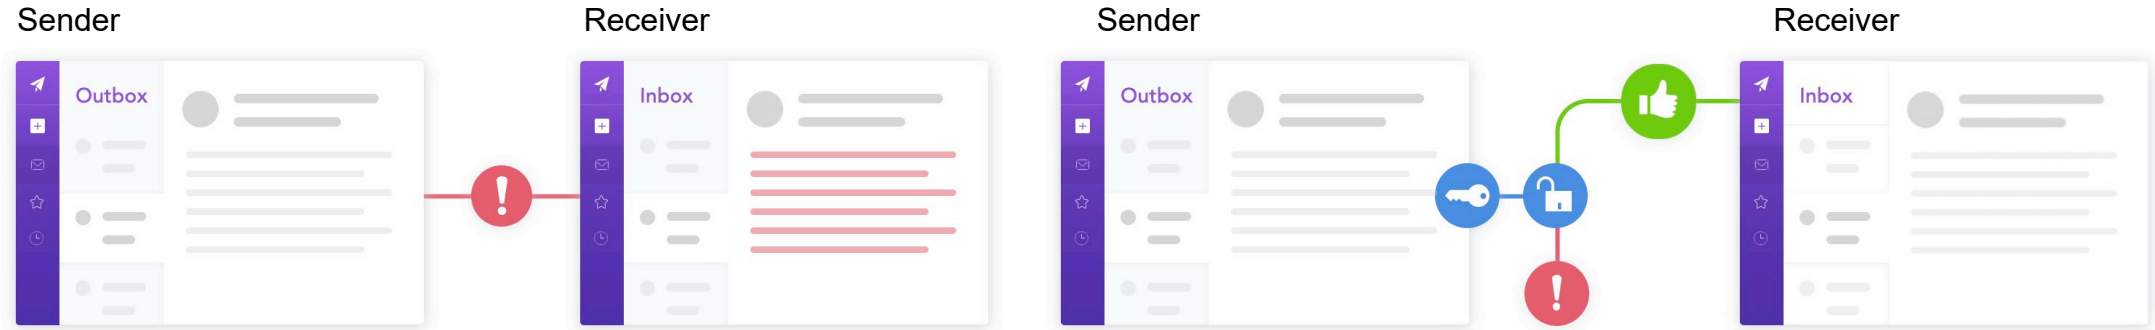 Sender
Receiver
Sender
Receiver
Outbox
Inbox
Outbox
Inbox